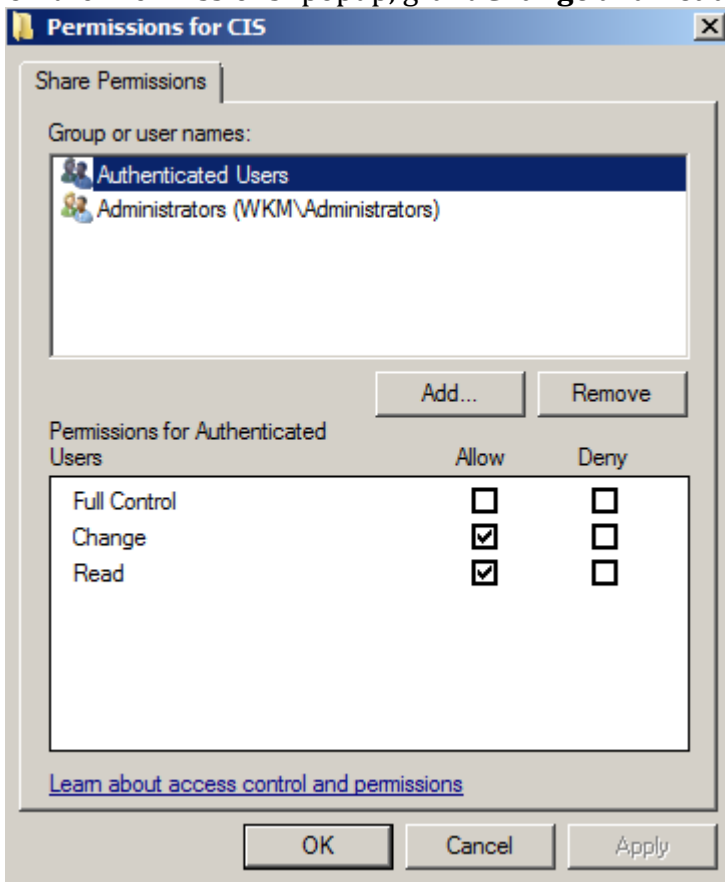 Permissions for CIS
Share Permissions
Group or user names:
Authenticated Users
Administrators (WKM\Administrators)
Add... Remove
Permissions for Authenticated
Users Allow Deny
Full Control
Change
Read
Learn about access control and permissions
OK Cancel Apply